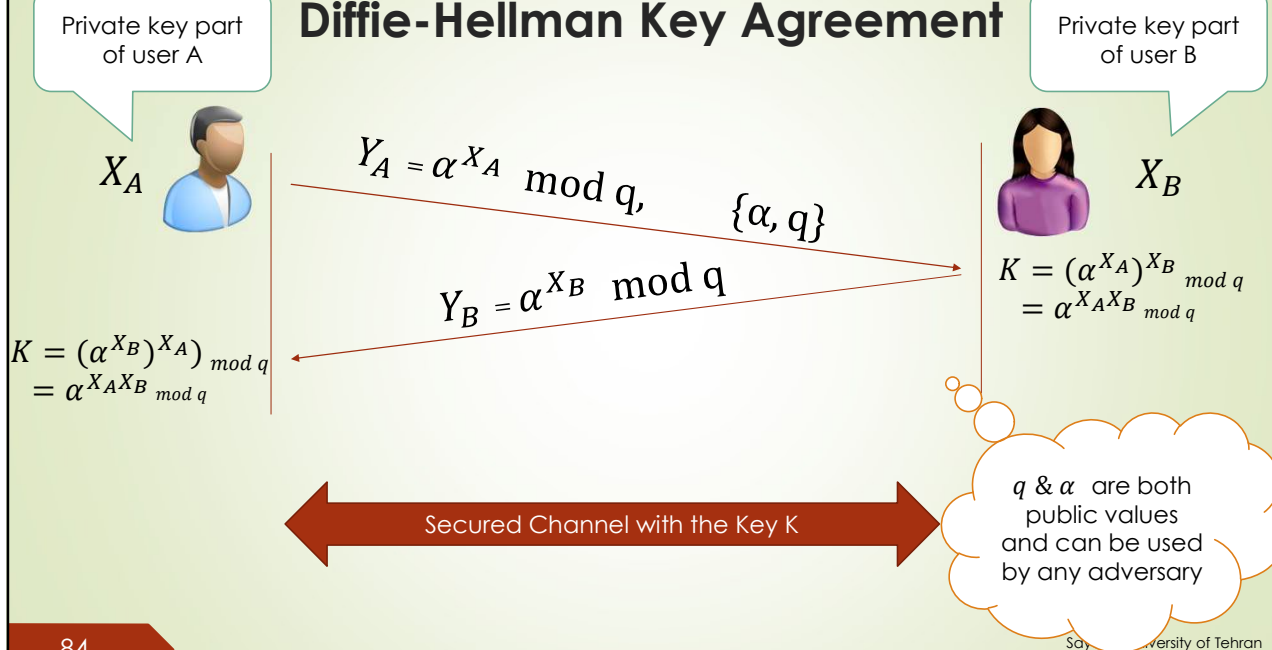 Diffie-Hellman Key Agreement
Private key part
of user A
Private key part
of user B
X_A
Y_A = α^{X_A} mod q, {α, q}
X_B
Y_B = α^{X_B} mod q
K = (α^{X_A})^{X_B} mod q
= α^{X_A X_B} mod q
K = (α^{X_B})^{X_A}) mod q
= α^{X_A X_B} mod q
Secured Channel with the Key K
q & α are both
public values
and can be used
by any adversary
84
of Tehran